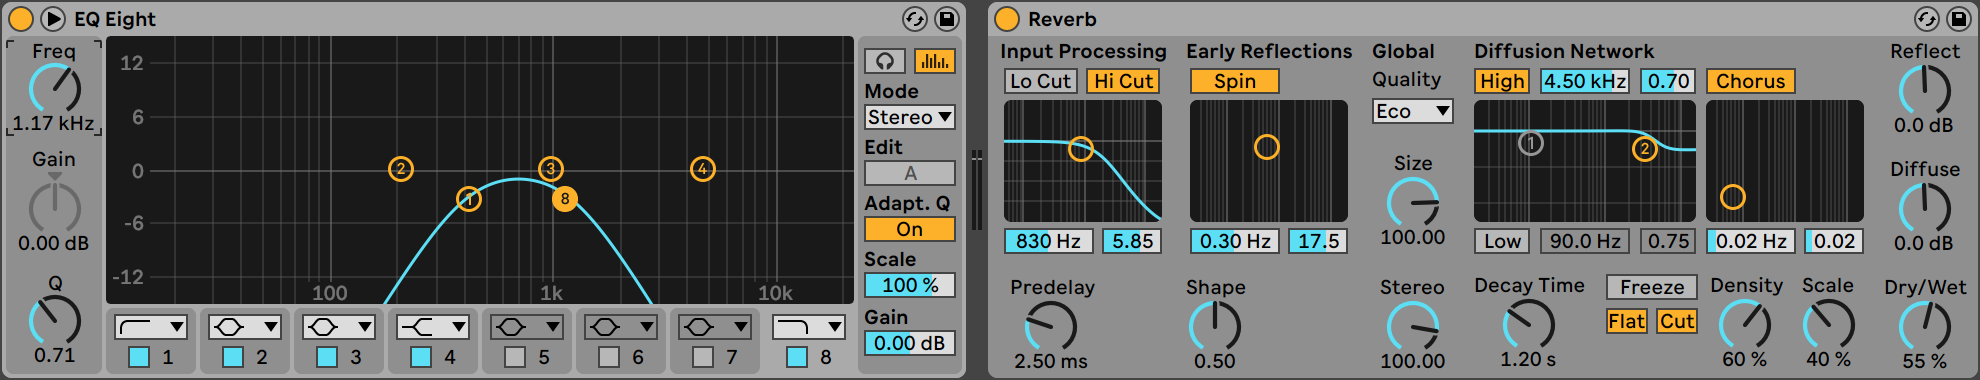 EQ Eight
Freq
1.17 kHz
Gain
0.00 dB
Q
0.71
12
6
0
-6
-12
100
1k
10k
2
3
4
1
8
1
2
3
4
5
6
7
8
Mode
Stereo
Edit
A
Adapt. Q
On
Scale
100 %
Gain
0.00 dB
Reverb
Input Processing
Lo Cut
Hi Cut
830 Hz
5.85
Predelay
2.50 ms
Early Reflections
Spin
0.30 Hz
17.5
Shape
0.50
Global
Quality
Eco
Size
100.00
Stereo
100.00
Diffusion Network
High
4.50 kHz
0.70
1
2
Low
90.0 Hz
0.75
Chorus
0.02 Hz
0.02
Decay Time
1.20 s
Freeze
Flat
Cut
Density
60 %
Scale
40 %
Reflect
0.0 dB
Diffuse
0.0 dB
Dry/Wet
55 %